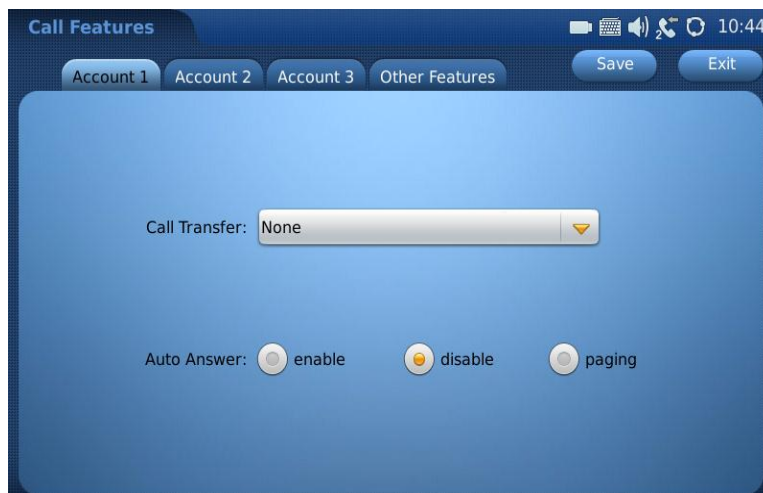 Call Features
2
10:44
Save
Exit
Account 1
Account 2
Account 3
Other Features
Call Transfer: None
Auto Answer: enable disable paging